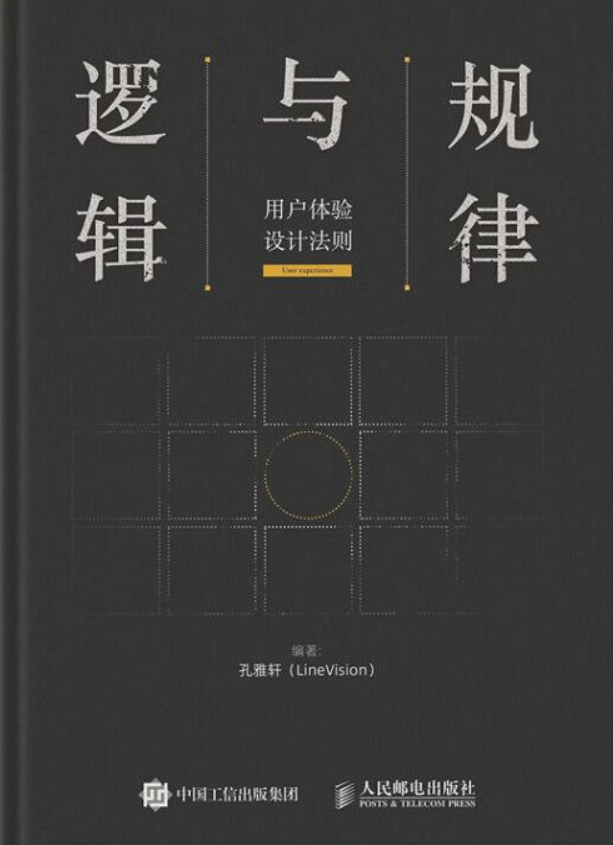 逻辑
与
规律
用户体验
设计法则
User experience
编著:
孔雅轩（LineVision）
中国工信出版集团
人民邮电出版社
POSTS & TELECOM PRESS